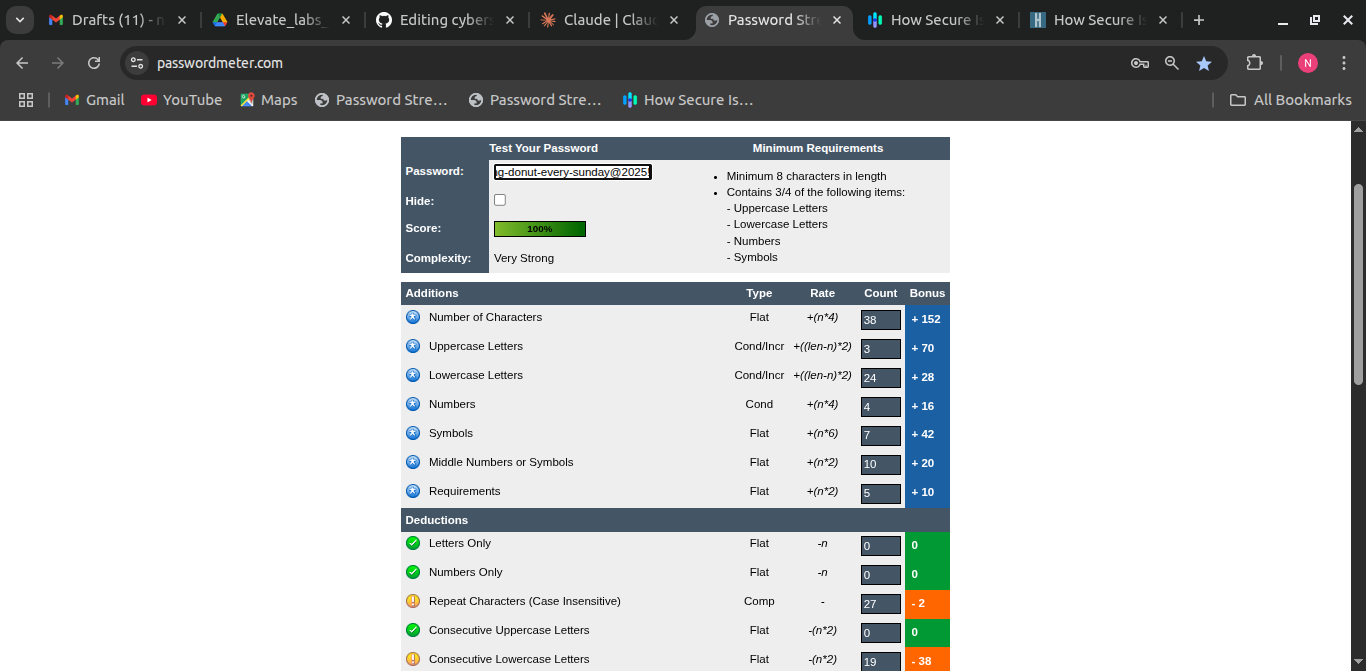 Drafts (11) - n
Elevate_labs_
Editing cybers
Claude | Clauc
Password Stre
How Secure Is
How Secure Is
passwordmeter.com
N
Gmail
YouTube
Maps
Password Stre...
Password Stre...
How Secure Is...
All Bookmarks
Test Your Password Minimum Requirements
Password: ng-donut-every-sunday@2025!
Hide:
Score: 100%
Complexity: Very Strong
• Minimum 8 characters in length
• Contains 3/4 of the following items:
- Uppercase Letters
- Lowercase Letters
- Numbers
- Symbols
Additions Type Rate Count Bonus
Number of Characters Flat +(n*4) 38 + 152
Uppercase Letters Cond/Incr +((len-n)*2) 3 + 70
Lowercase Letters Cond/Incr +((len-n)*2) 24 + 28
Numbers Cond +(n*4) 4 + 16
Symbols Flat +(n*6) 7 + 42
Middle Numbers or Symbols Flat +(n*2) 10 + 20
Requirements Flat +(n*2) 5 + 10
Deductions
Letters Only Flat -n 0 0
Numbers Only Flat -n 0 0
Repeat Characters (Case Insensitive) Comp - 27 - 2
Consecutive Uppercase Letters Flat -(n*2) 0 0
Consecutive Lowercase Letters Flat -(n*2) 19 - 38